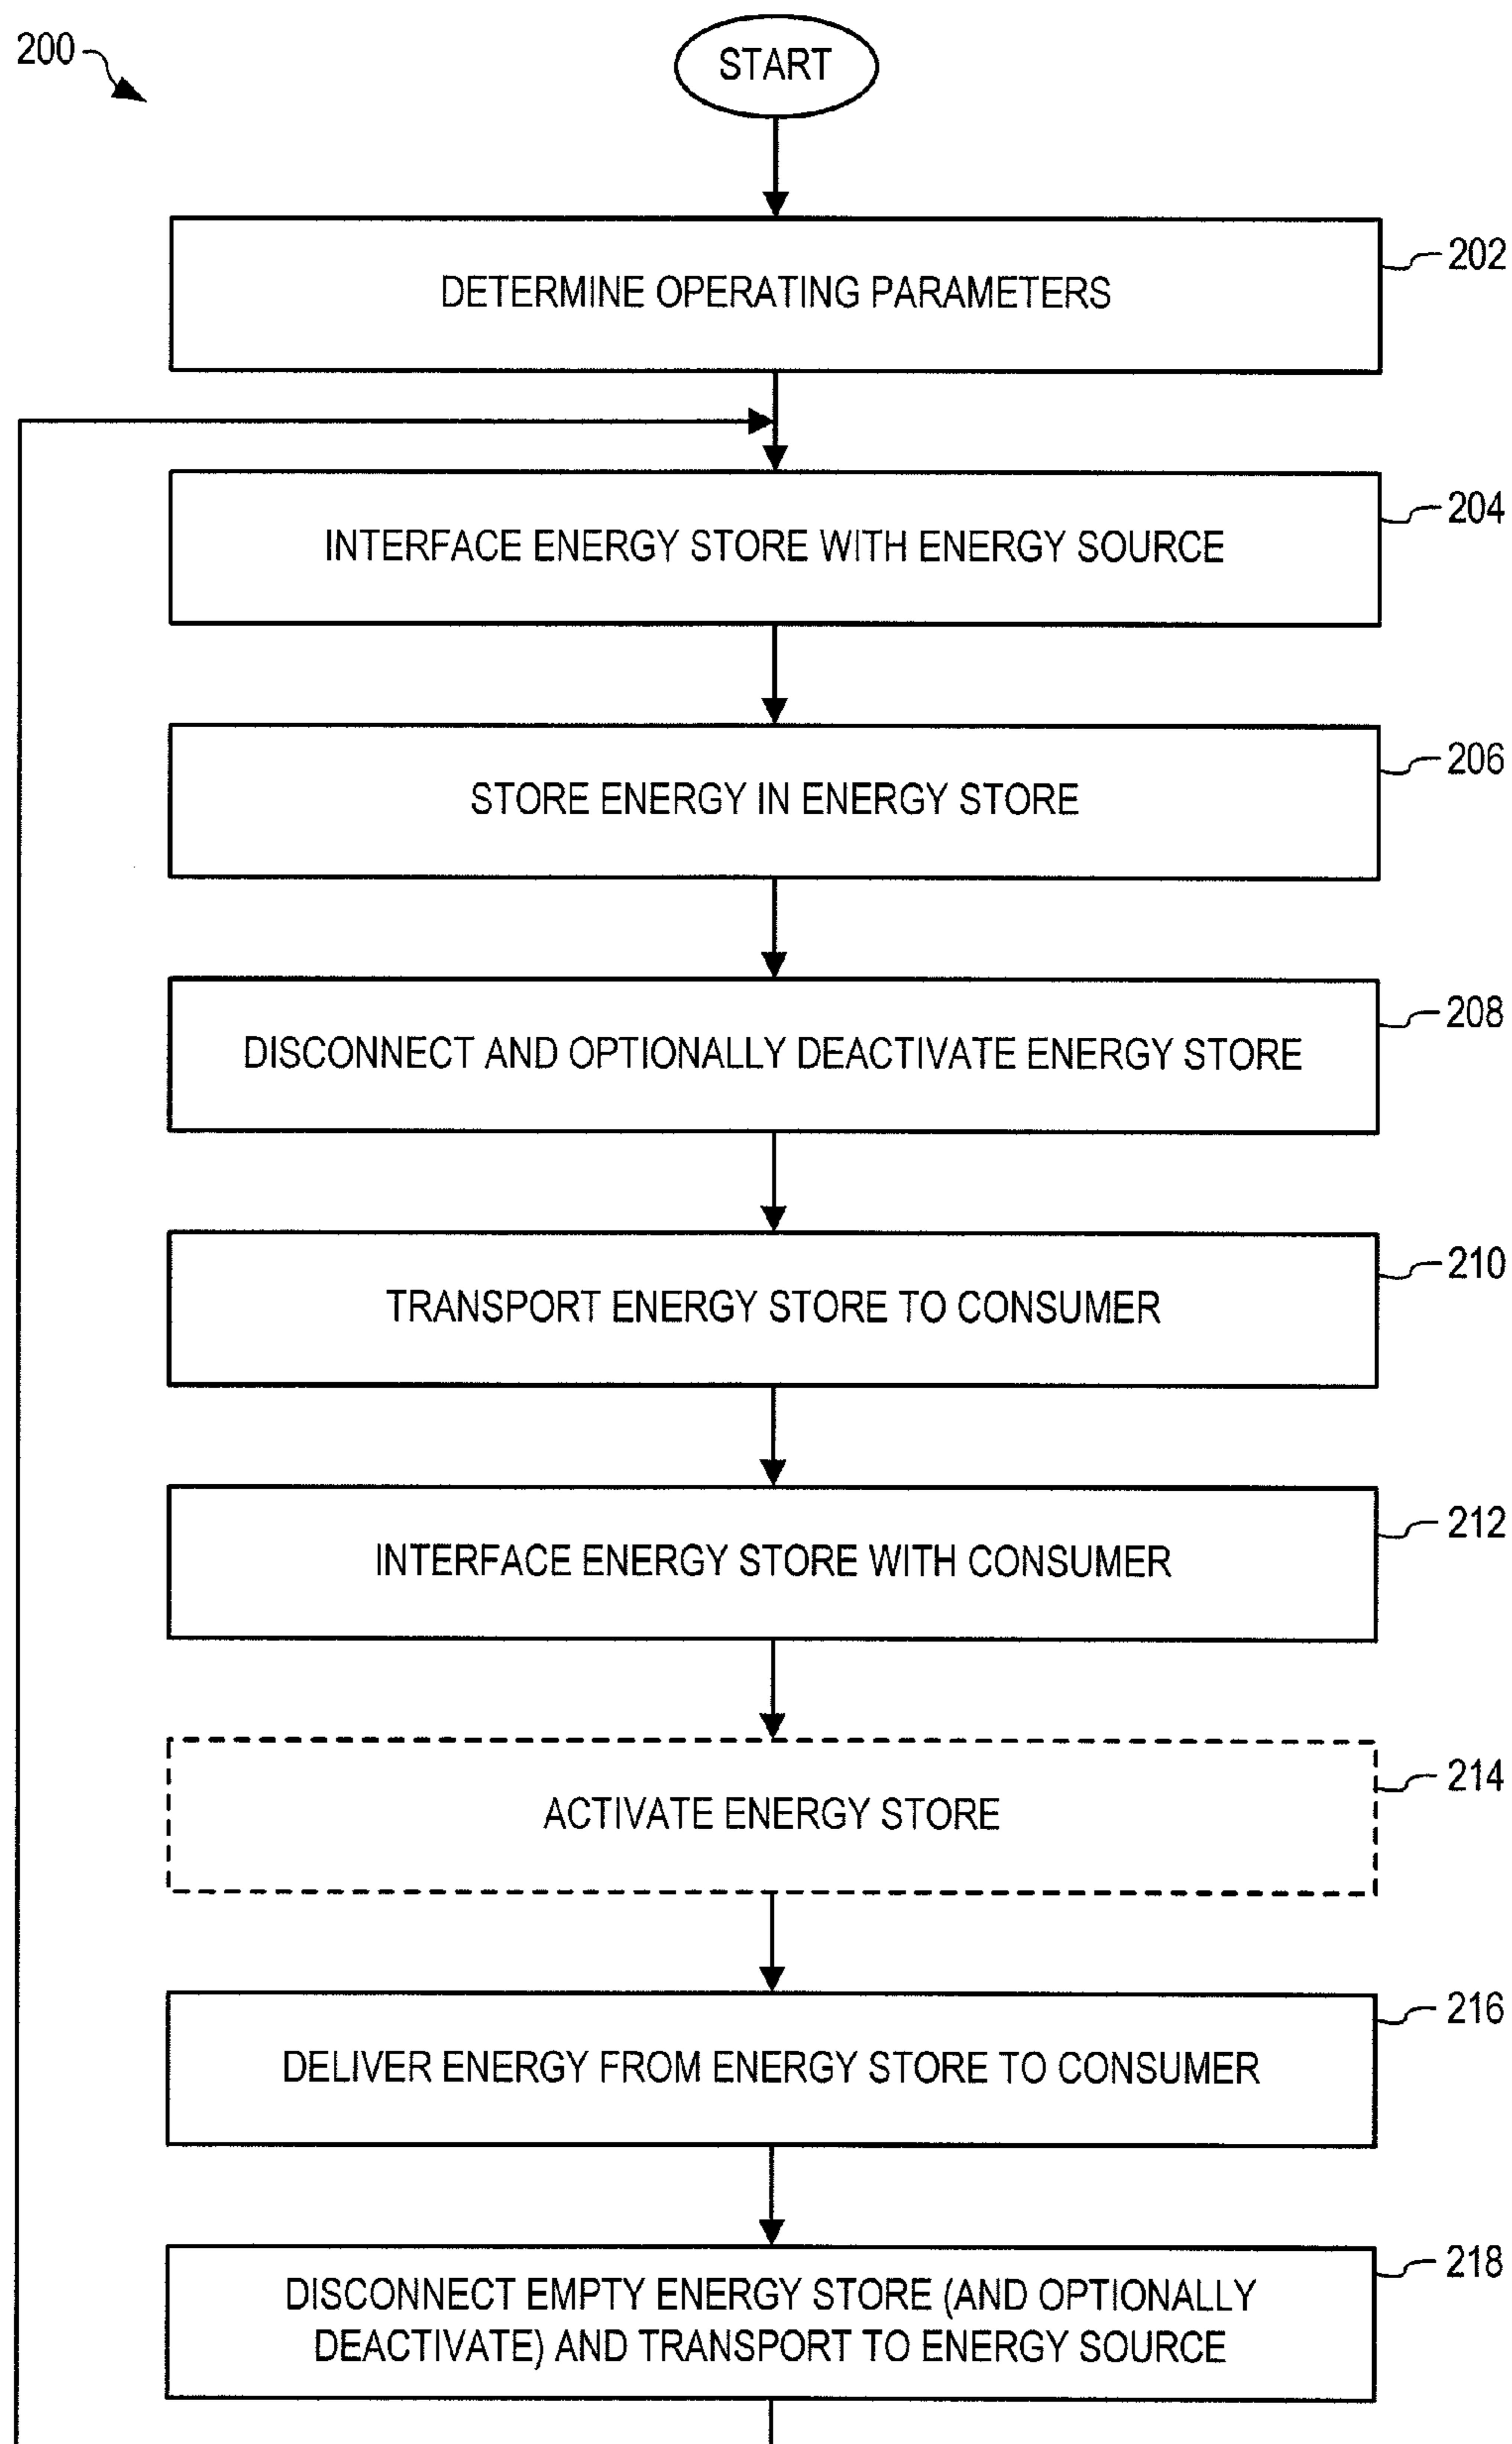 200
START
DETERMINE OPERATING PARAMETERS
202
INTERFACE ENERGY STORE WITH ENERGY SOURCE
204
STORE ENERGY IN ENERGY STORE
206
DISCONNECT AND OPTIONALLY DEACTIVATE ENERGY STORE
208
TRANSPORT ENERGY STORE TO CONSUMER
210
INTERFACE ENERGY STORE WITH CONSUMER
212
ACTIVATE ENERGY STORE
214
DELIVER ENERGY FROM ENERGY STORE TO CONSUMER
216
DISCONNECT EMPTY ENERGY STORE (AND OPTIONALLY
DEACTIVATE) AND TRANSPORT TO ENERGY SOURCE
218